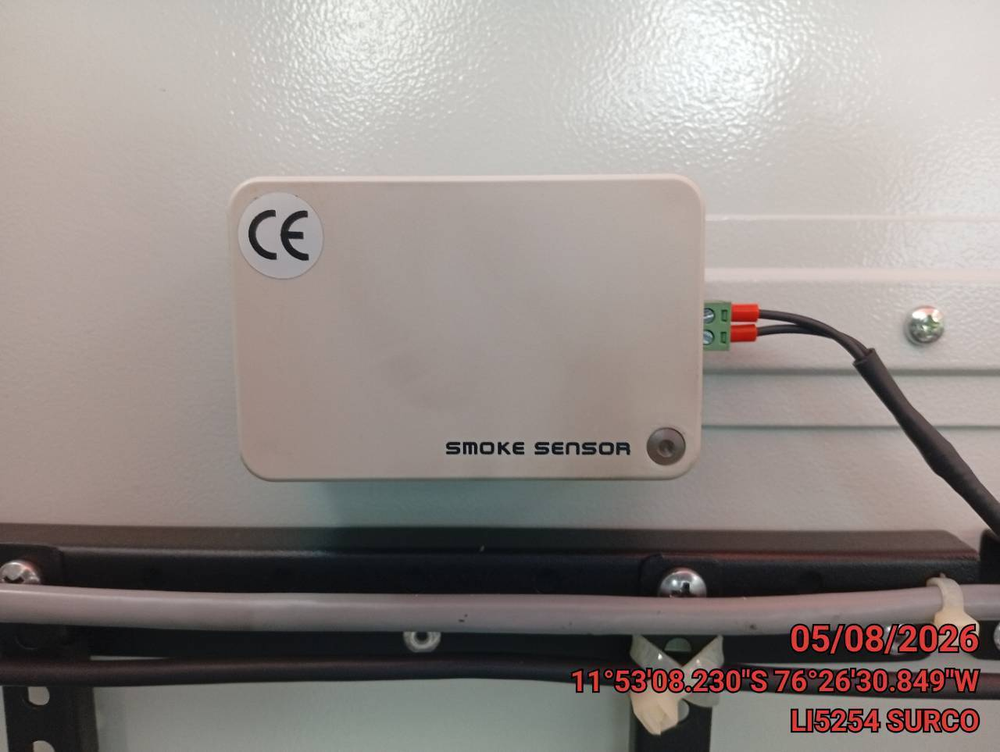 CE
SMOKE SENSOR
05/08/2026
11°53'08.230"S 76°26'30.849"W
LI5254 SURCO